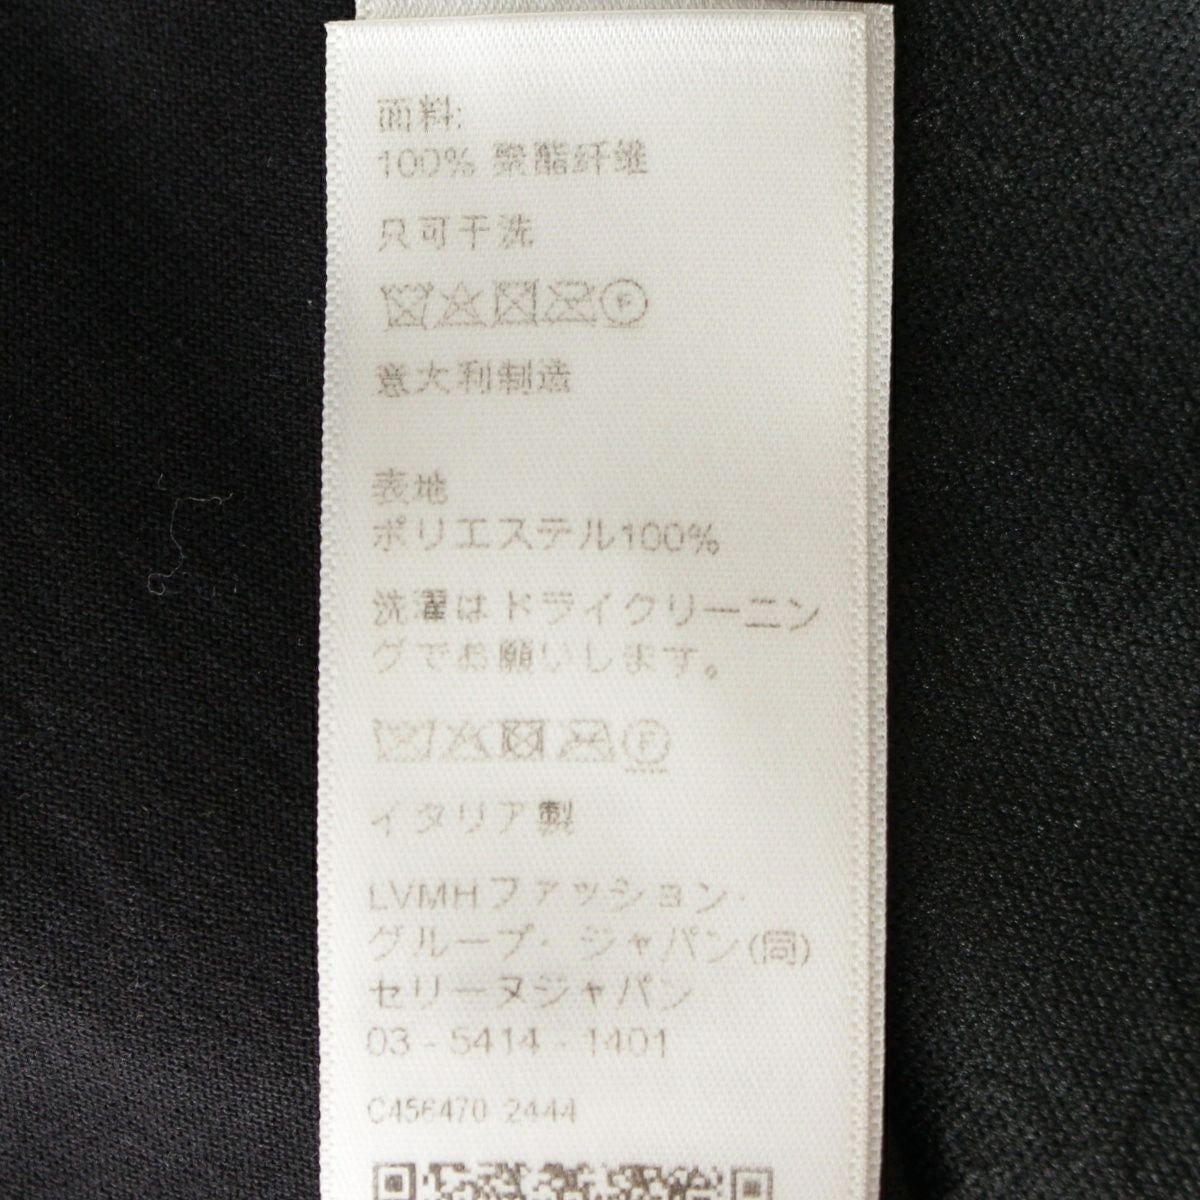 面料:
100% 聚酯纤维
只可干洗
F
意大利制造
表地
ポリエステル100%
洗濯はドライクリーニン
グでお願いします。
F
イタリア製
LVMHファッション・
グループ・ジャパン(同)
セリーヌジャパン
03 - 5414 - 1401
C456470 2444